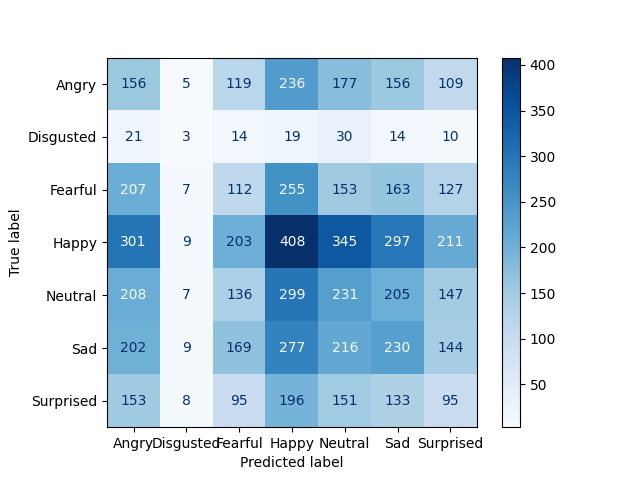 Angry 156 5 119 236 177 156 109
Disgusted 21 3 14 19 30 14 10
Fearful 207 7 112 255 153 163 127
Happy 301 9 203 408 345 297 211
Neutral 208 7 136 299 231 205 147
Sad 202 9 169 277 216 230 144
Surprised 153 8 95 196 151 133 95
Angry Disgusted Fearful Happy Neutral Sad Surprised
Predicted label
True label
400
350
300
250
200
150
100
50